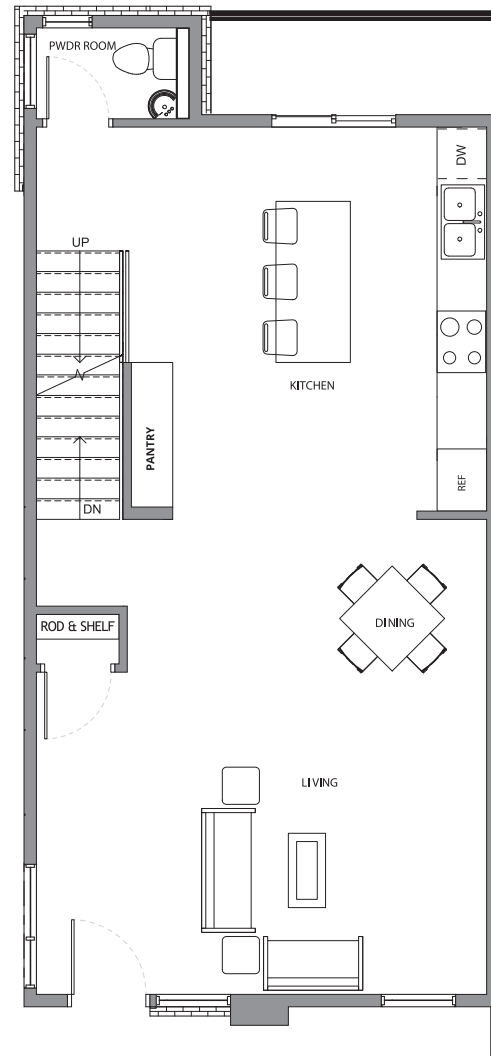 PWDR ROOM
DW
UP
KITCHEN
PANTRY
REF
DN
ROD & SHELF
DINING
LIVING